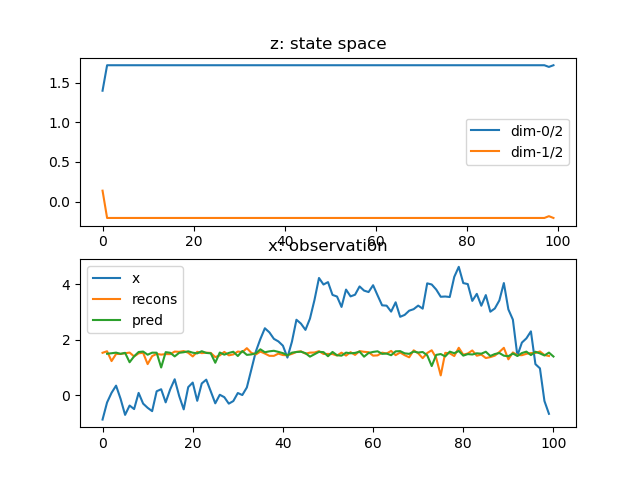 z: state space
1.5
1.0
0.5
0.0
dim-0/2
dim-1/2
0 20 40 60 80 100
x: observation
4
2
0
x
recons
pred
0 20 40 60 80 100